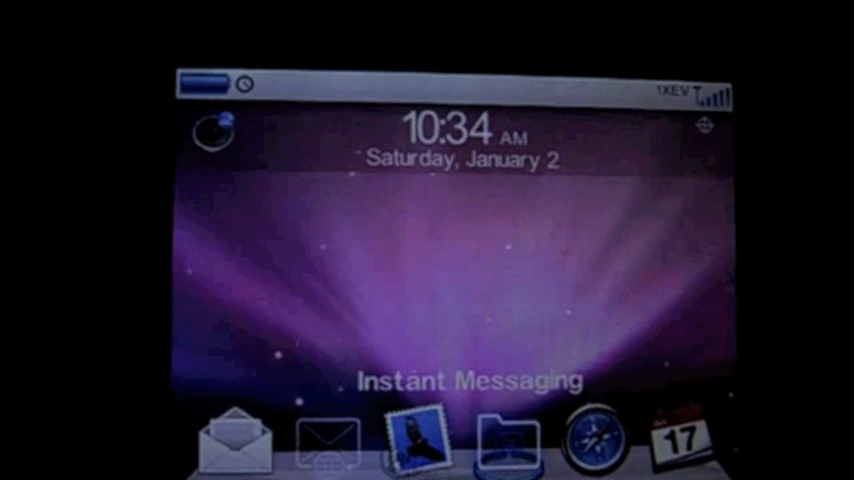 1XEV
10:34 AM
Saturday, January 2
Instant Messaging
17